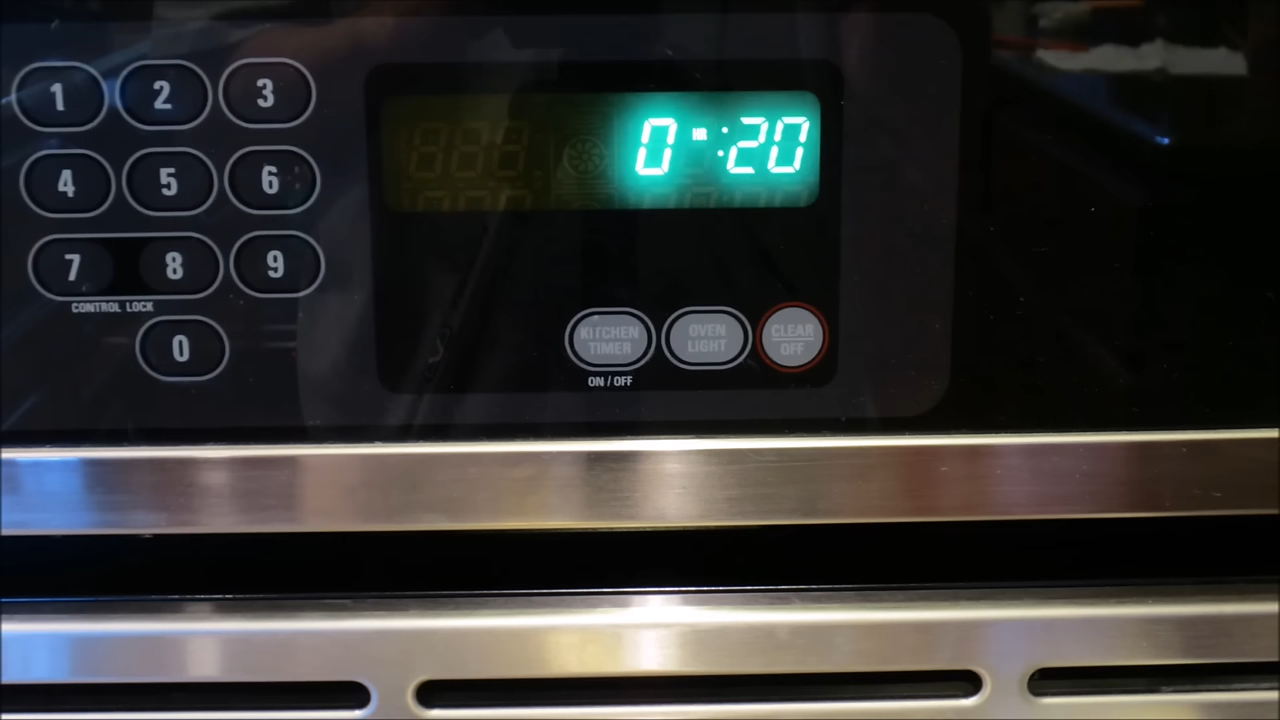 1 2 3
0 HR :20
4 5 6
7 8 9
CONTROL LOCK
0
KITCHEN TIMER
OVEN LIGHT
CLEAR OFF
ON / OFF